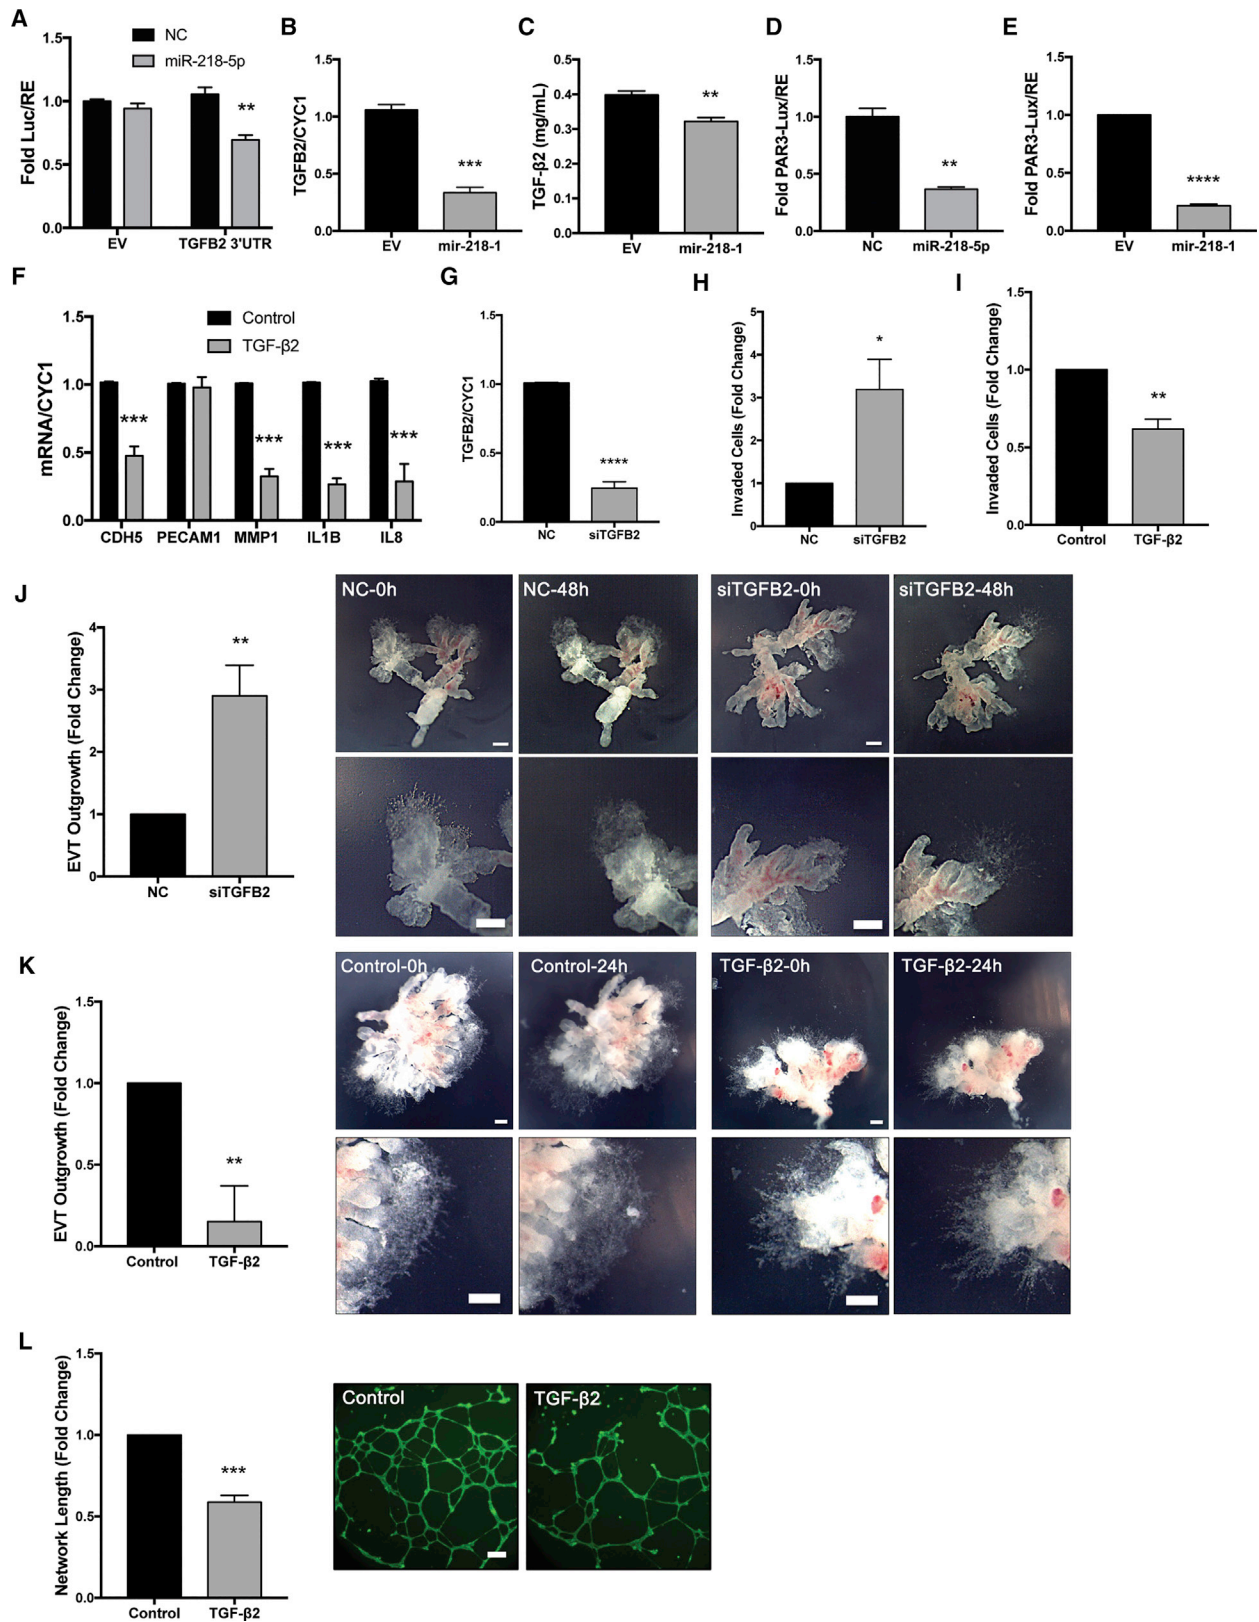 A
NC
miR-218-5p
Fold Luc/RE
1.5
1.0
0.5
0.0
**
EV
TGFB2 3'UTR
B
TGFB2/CYC1
1.5
1.0
0.5
0.0
***
EV
mir-218-1
C
TGF-β2 (mg/mL)
0.5
0.4
0.3
0.2
0.1
0.0
**
EV
mir-218-1
D
Fold PAR3-Lux/RE
1.5
1.0
0.5
0.0
**
NC
miR-218-5p
E
Fold PAR3-Lux/RE
1.5
1.0
0.5
0.0
****
EV
mir-218-1
F
Control
TGF-β2
mRNA/CYC1
1.5
1.0
0.5
0.0
***
***
***
***
CDH5
PECAM1
MMP1
IL1B
IL8
G
TGFB2/CYC1
1.5
1.0
0.5
0.0
****
NC
siTGFB2
H
Invaded Cells (Fold Change)
5
4
3
2
1
0
*
NC
siTGFB2
I
Invaded Cells (Fold Change)
1.5
1.0
0.5
0.0
**
Control
TGF-β2
J
EVT Outgrowth (Fold Change)
4
3
2
1
0
**
NC
siTGFB2
NC-0h
NC-48h
siTGFB2-0h
siTGFB2-48h
K
EVT Outgrowth (Fold Change)
1.5
1.0
0.5
0.0
**
Control
TGF-β2
Control-0h
Control-24h
TGF-β2-0h
TGF-β2-24h
L
Network Length (Fold Change)
1.5
1.0
0.5
0.0
***
Control
TGF-β2
Control
TGF-β2